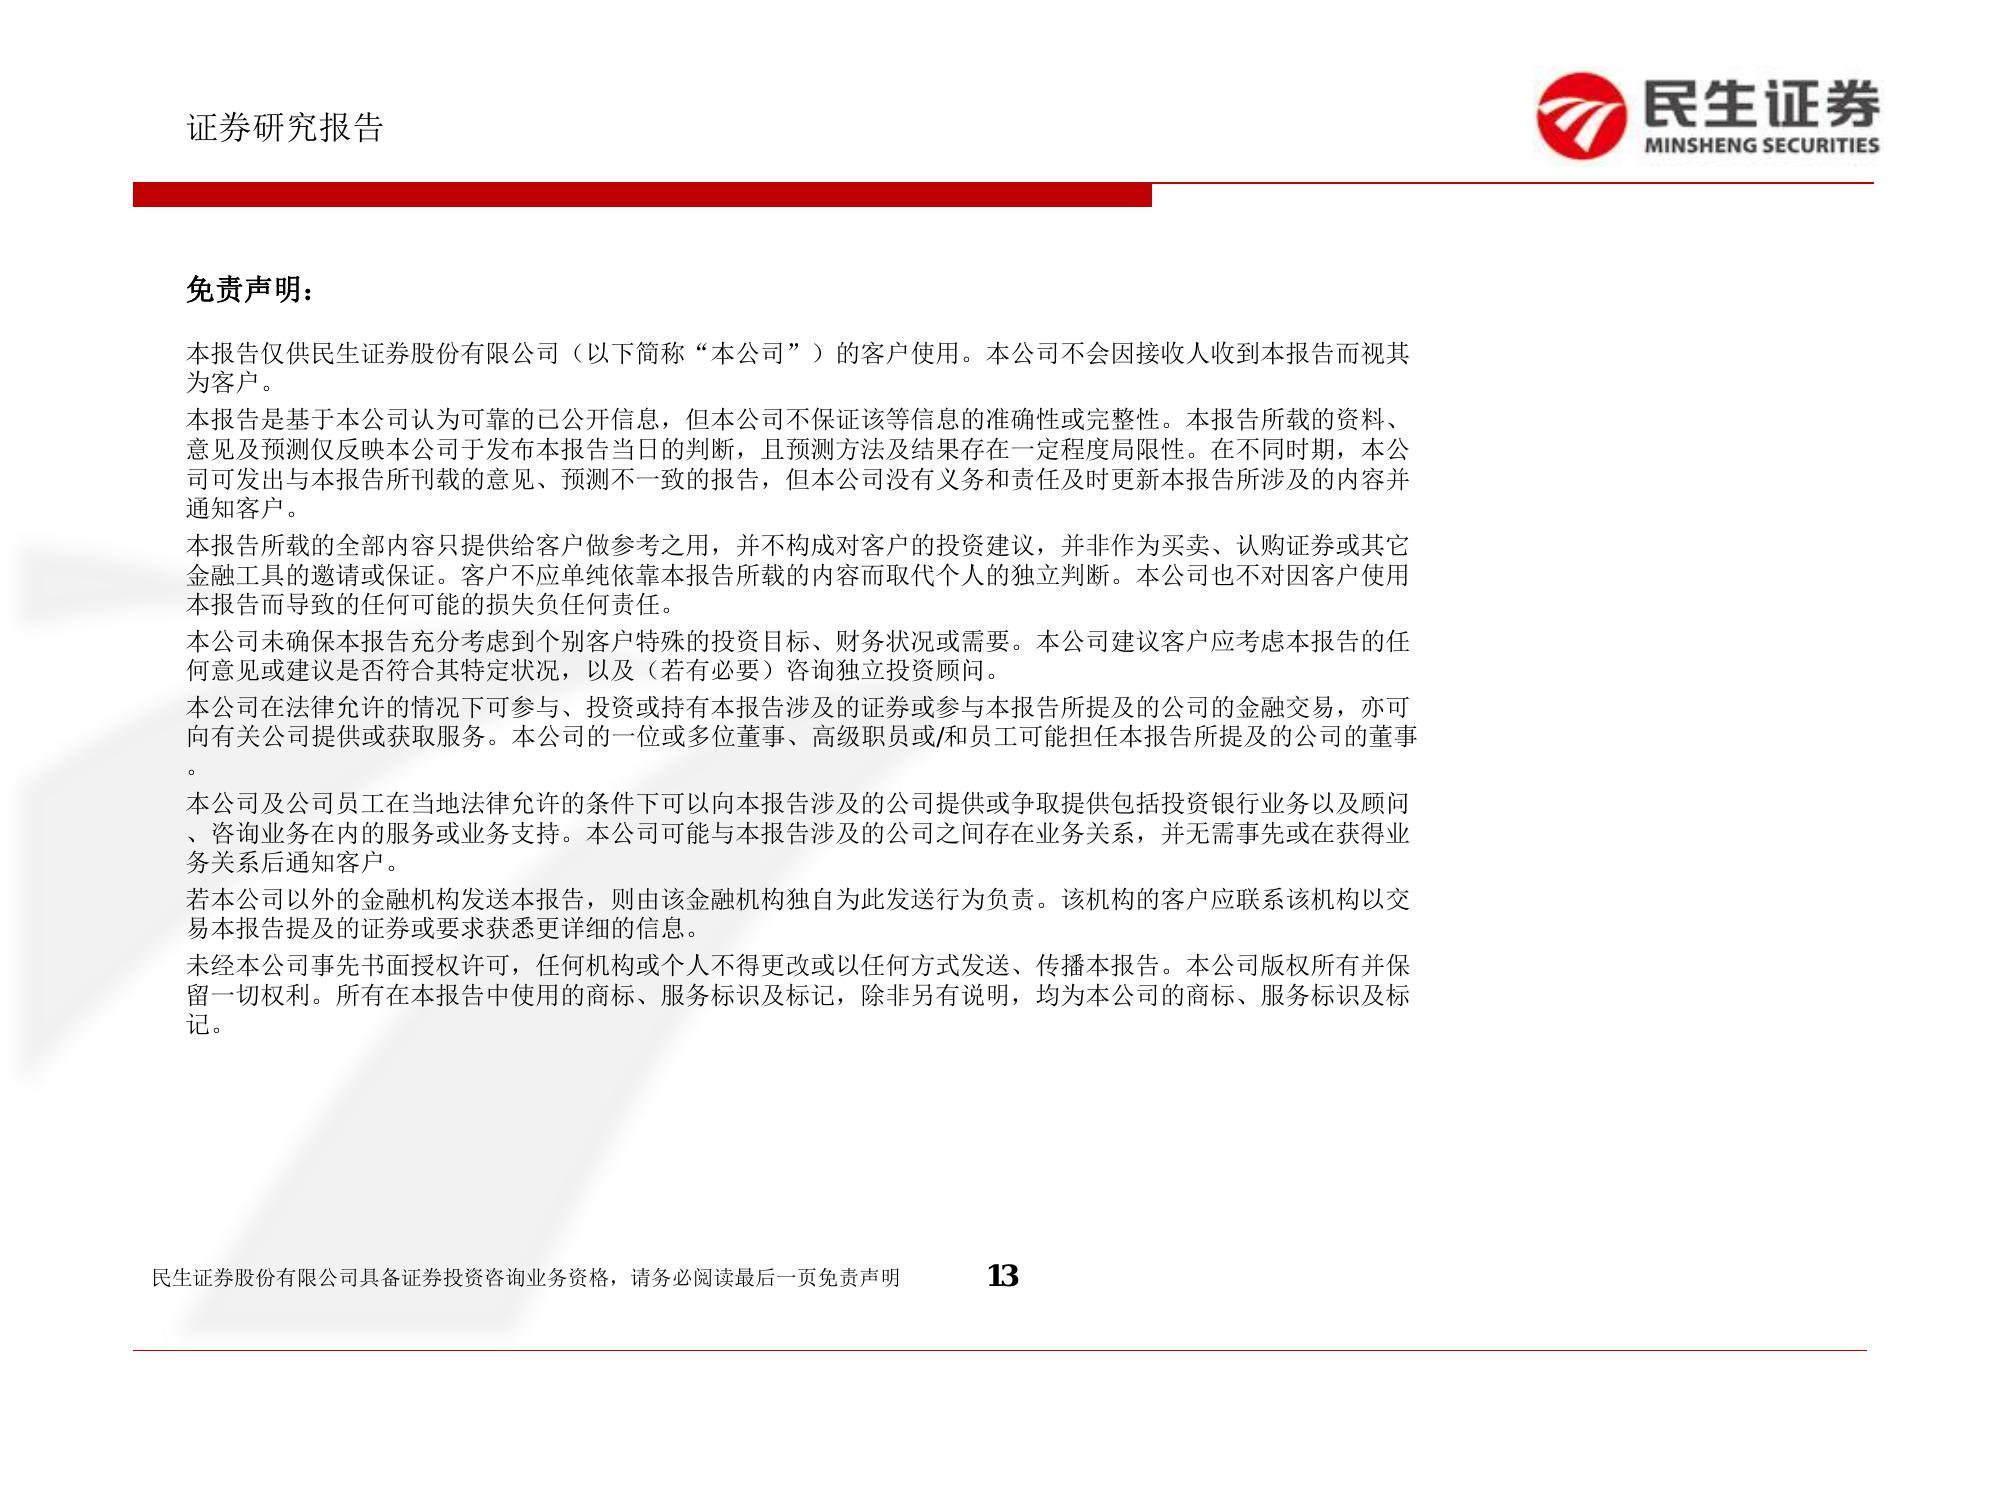 证券研究报告
民生证券
MINSHENG SECURITIES
免责声明：
本报告仅供民生证券股份有限公司（以下简称“本公司”）的客户使用。本公司不会因接收人收到本报告而视其
为客户。
本报告是基于本公司认为可靠的已公开信息，但本公司不保证该等信息的准确性或完整性。本报告所载的资料、
意见及预测仅反映本公司于发布本报告当日的判断，且预测方法及结果存在一定程度局限性。在不同时期，本公
司可发出与本报告所刊载的意见、预测不一致的报告，但本公司没有义务和责任及时更新本报告所涉及的内容并
通知客户。
本报告所载的全部内容只提供给客户做参考之用，并不构成对客户的投资建议，并非作为买卖、认购证券或其它
金融工具的邀请或保证。客户不应单纯依靠本报告所载的内容而取代个人的独立判断。本公司也不对因客户使用
本报告而导致的任何可能的损失负任何责任。
本公司未确保本报告充分考虑到个别客户特殊的投资目标、财务状况或需要。本公司建议客户应考虑本报告的任
何意见或建议是否符合其特定状况，以及（若有必要）咨询独立投资顾问。
本公司在法律允许的情况下可参与、投资或持有本报告涉及的证券或参与本报告所提及的公司的金融交易，亦可
向有关公司提供或获取服务。本公司的一位或多位董事、高级职员或/和员工可能担任本报告所提及的公司的董事
。
本公司及公司员工在当地法律允许的条件下可以向本报告涉及的公司提供或争取提供包括投资银行业务以及顾问
、咨询业务在内的服务或业务支持。本公司可能与本报告涉及的公司之间存在业务关系，并无需事先或在获得业
务关系后通知客户。
若本公司以外的金融机构发送本报告，则由该金融机构独自为此发送行为负责。该机构的客户应联系该机构以交
易本报告提及的证券或要求获悉更详细的信息。
未经本公司事先书面授权许可，任何机构或个人不得更改或以任何方式发送、传播本报告。本公司版权所有并保
留一切权利。所有在本报告中使用的商标、服务标识及标记，除非另有说明，均为本公司的商标、服务标识及标
记。
民生证券股份有限公司具备证券投资咨询业务资格，请务必阅读最后一页免责声明
13